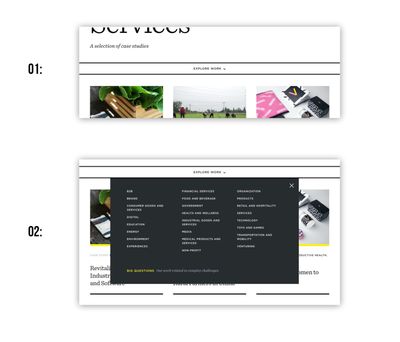 01:
Services
A selection of case studies
EXPLORE WORK
02:
EXPLORE WORK
B2B
BRAND
CONSUMER GOODS AND
SERVICES
DIGITAL
EDUCATION
ENERGY
ENVIRONMENT
EXPERIENCES
FINANCIAL SERVICES
FOOD AND BEVERAGE
GOVERNMENT
HEALTH AND WELLNESS
INDUSTRIAL GOODS AND
SERVICES
MEDIA
MEDICAL PRODUCTS AND
SERVICES
NON-PROFIT
ORGANIZATION
PRODUCTS
RETAIL AND HOSPITALITY
SERVICES
TECHNOLOGY
TOYS AND GAMES
TRANSPORTATION AND
MOBILITY
VENTURING
BIG QUESTIONS Our work related to complex challenges
Revitali
Industr
and Softw
omen to